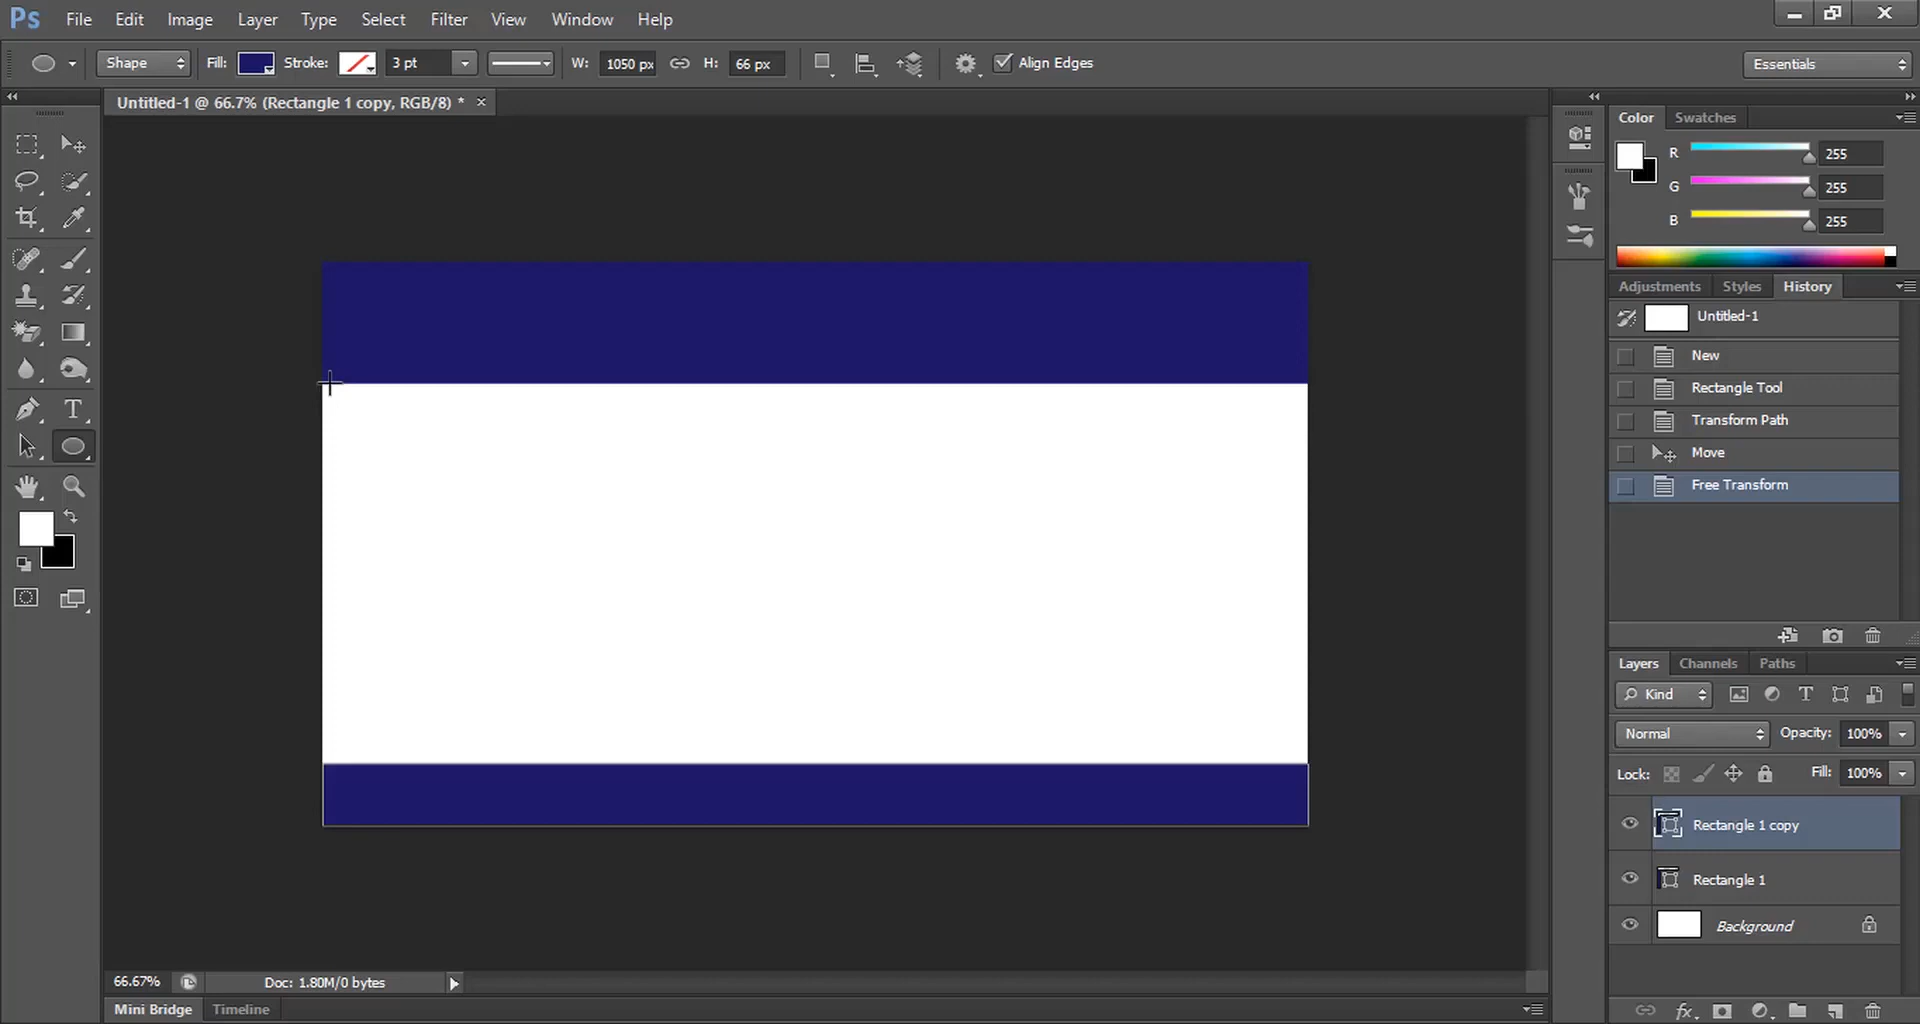 Ps File Edit Image Layer Type Select Filter View Window Help
Shape Fill: Stroke: 3 pt W: 1050 px H: 66 px Align Edges Essentials
Untitled-1 @ 66.7% (Rectangle 1 copy, RGB/8) *
Color Swatches
R 255
G 255
B 255
Adjustments Styles History
Untitled-1
New
Rectangle Tool
Transform Path
Move
Free Transform
Layers Channels Paths
Kind
Normal Opacity: 100%
Lock: Fill: 100%
Rectangle 1 copy
Rectangle 1
Background
66.67% Doc: 1.80M/0 bytes
Mini Bridge Timeline